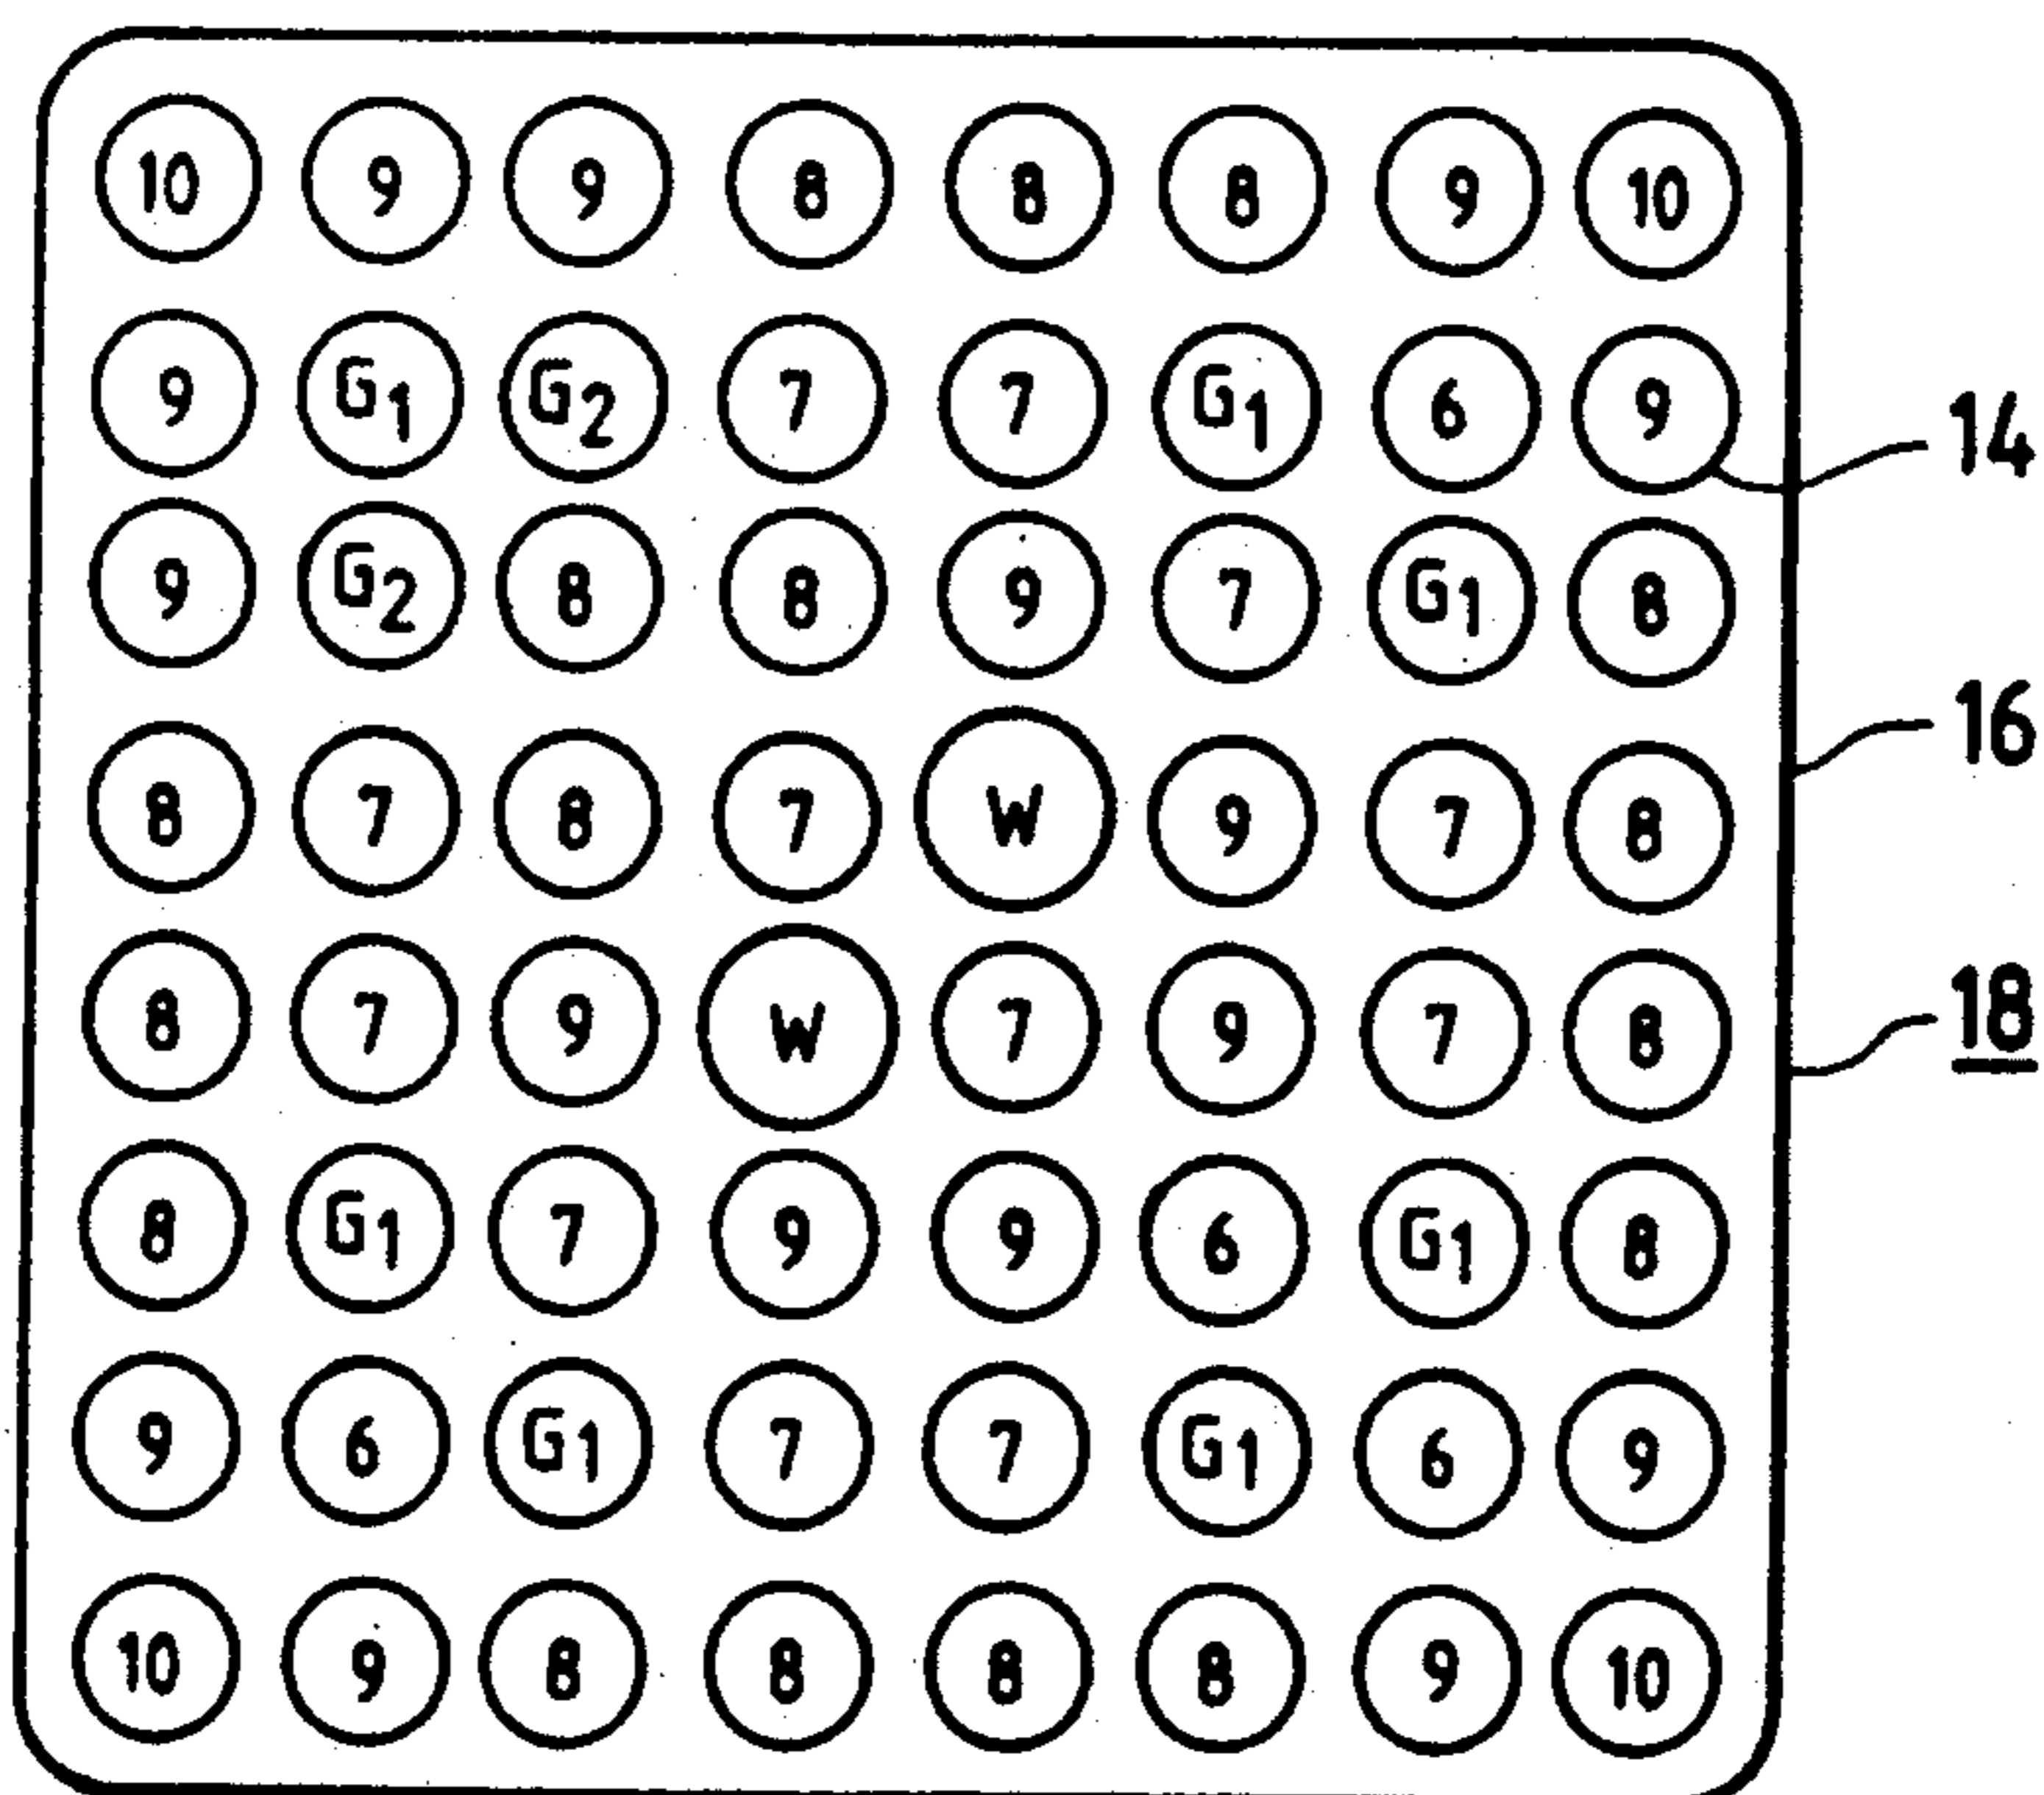 10 9 9 8 8 8 9 10
9 G1 G2 7 7 G1 6 9 14
9 G2 8 8 9 7 G1 8
8 7 8 7 W 9 7 8 16
8 7 9 W 7 9 7 8 18
8 G1 7 9 9 6 G1 8
9 6 G1 7 7 G1 6 9
10 9 8 8 8 8 9 10